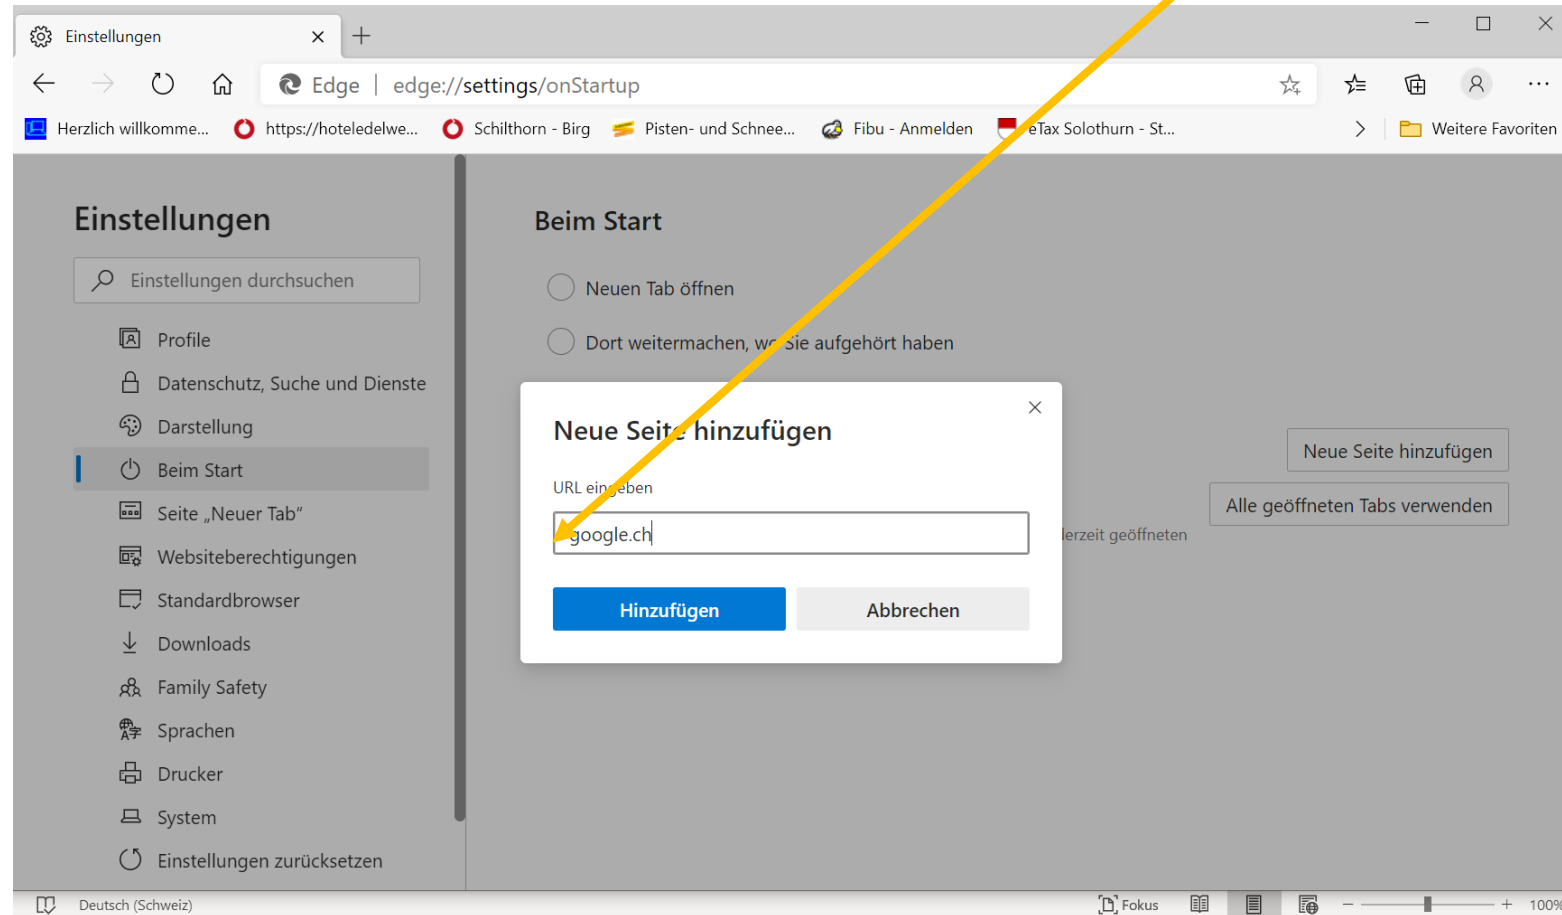 Einstellungen
Edge | edge://settings/onStartup
Herzlich willkomme... https://hoteledelwe... Schilthorn - Birg Pisten- und Schnee... Fibu - Anmelden eTax Solothurn - St... Weitere Favoriten
Einstellungen
Einstellungen durchsuchen
Profile
Datenschutz, Suche und Dienste
Darstellung
Beim Start
Seite „Neuer Tab“
Websiteberechtigungen
Standardbrowser
Downloads
Family Safety
Sprachen
Drucker
System
Einstellungen zurücksetzen
Beim Start
Neuen Tab öffnen
Dort weitermachen, wo Sie aufgehört haben
Neue Seite hinzufügen
Alle geöffneten Tabs verwenden
derzeit geöffneten
Neue Seite hinzufügen
URL eingeben
google.ch
Hinzufügen Abbrechen
Deutsch (Schweiz) Fokus 100%